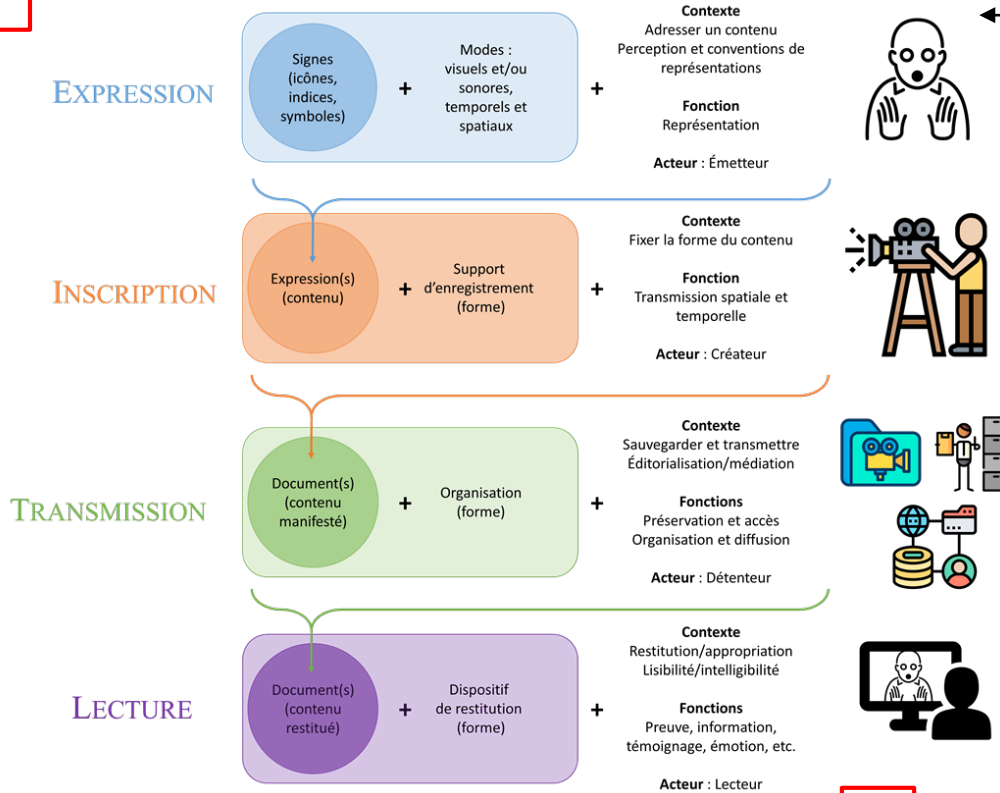 EXPRESSION
Signes
(icônes,
indices,
symboles)
+
Modes :
visuels et/ou
sonores,
temporels et
spatiaux
+
Contexte
Adresser un contenu
Perception et conventions de
représentations
Fonction
Représentation
Acteur : Émetteur
INSCRIPTION
Expression(s)
(contenu)
+
Support
d’enregistrement
(forme)
+
Contexte
Fixer la forme du contenu
Fonction
Transmission spatiale et
temporelle
Acteur : Créateur
TRANSMISSION
Document(s)
(contenu
manifesté)
+
Organisation
(forme)
+
Contexte
Sauvegarder et transmettre
Éditorialisation/médiation
Fonctions
Préservation et accès
Organisation et diffusion
Acteur : Détenteur
LECTURE
Document(s)
(contenu
restitué)
+
Dispositif
de restitution
(forme)
+
Contexte
Restitution/appropriation
Lisibilité/intelligibilité
Fonctions
Preuve, information,
témoignage, émotion, etc.
Acteur : Lecteur